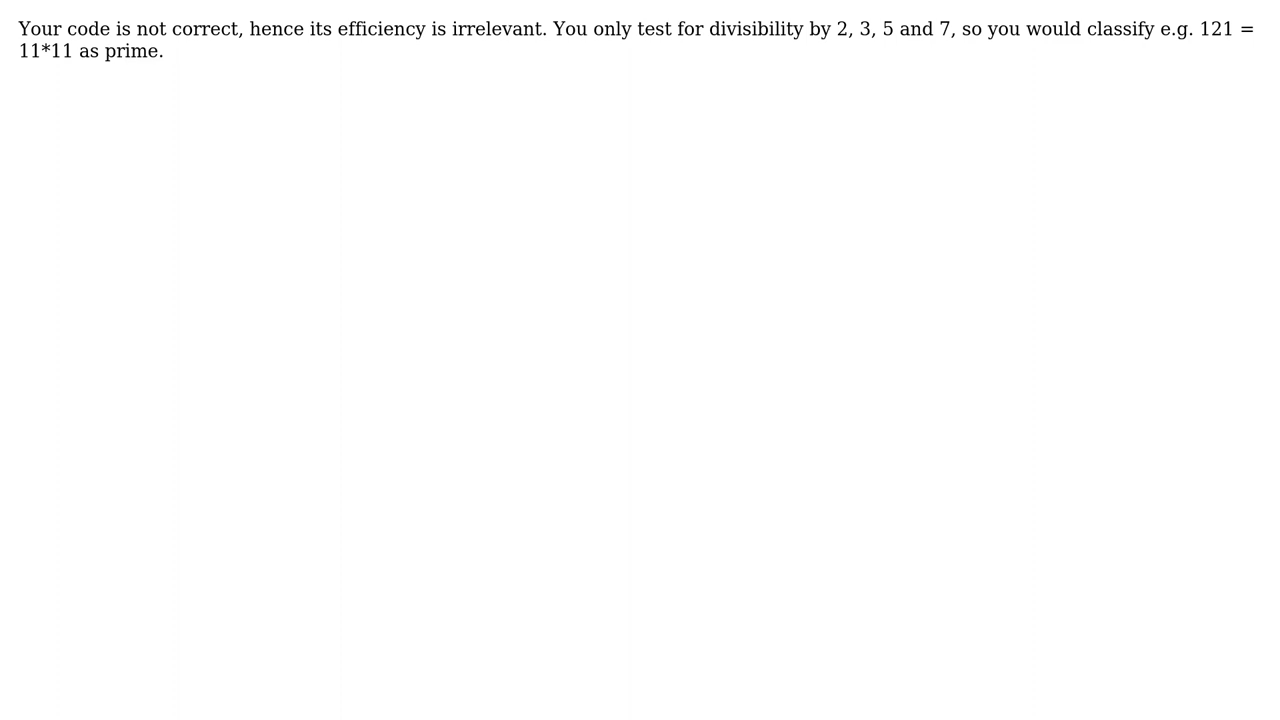 Your code is not correct, hence its efficiency is irrelevant. You only test for divisibility by 2, 3, 5 and 7, so you would classify e.g. 121 =
11*11 as prime.